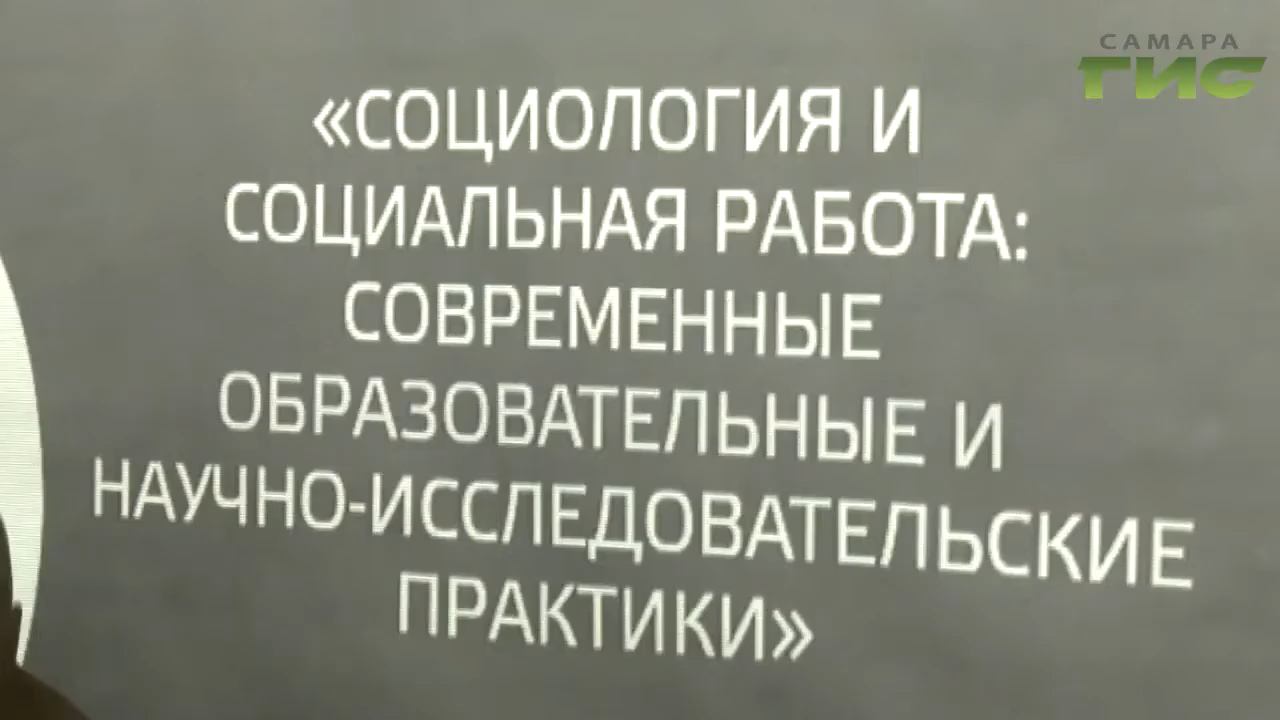 САМАРА
ГИС
«СОЦИОЛОГИЯ И
СОЦИАЛЬНАЯ РАБОТА:
СОВРЕМЕННЫЕ
ОБРАЗОВАТЕЛЬНЫЕ И
НАУЧНО-ИССЛЕДОВАТЕЛЬСКИЕ
ПРАКТИКИ»